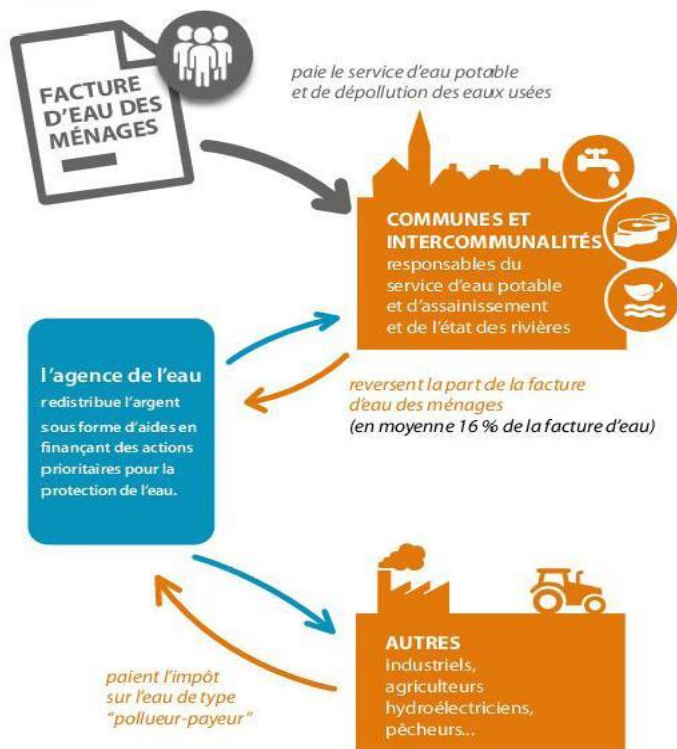 FACTURE
D'EAU DES
MÉNAGES
paie le service d'eau potable
et de dépollution des eaux usées
COMMUNES ET
INTERCOMMUNALITÉS
responsables du
service d'eau potable
et d'assainissement
et de l'état des rivières
l'agence de l'eau
redistribue l'argent
sous forme d'aides en
finançant des actions
prioritaires pour la
protection de l'eau.
reversent la part de la facture
d'eau des ménages
(en moyenne 16 % de la facture d'eau)
AUTRES
industriels,
agriculteurs
hydroélectriciens,
pêcheurs...
paient l'impôt
sur l'eau de type
"pollueur-payeur"